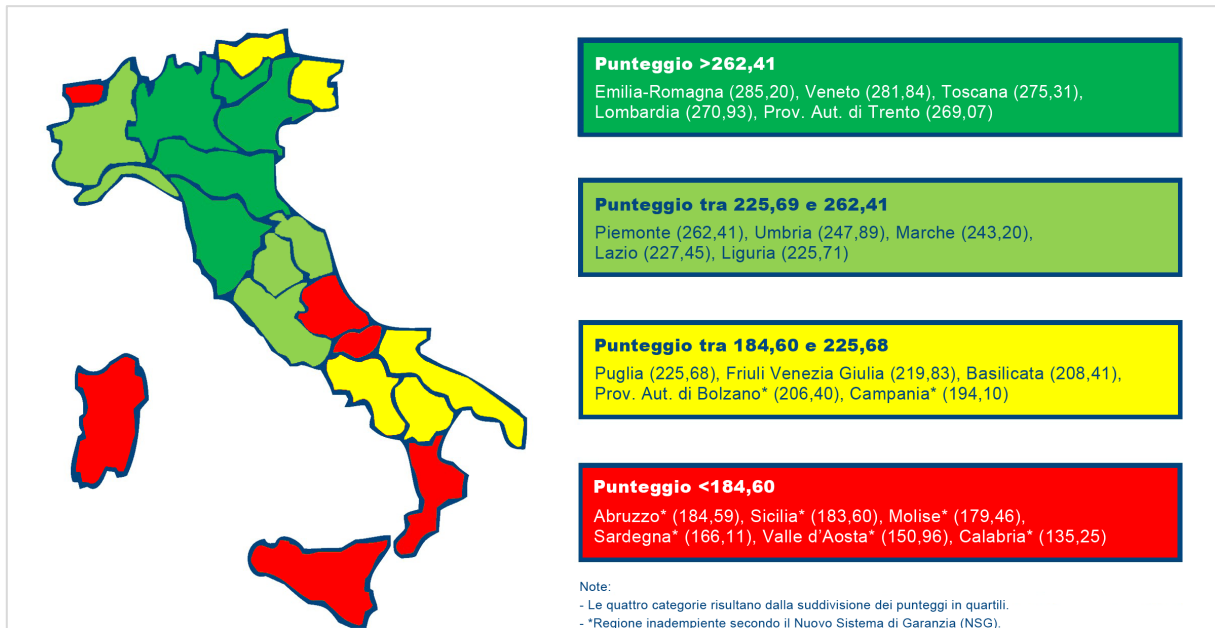 Punteggio >262,41
Emilia-Romagna (285,20), Veneto (281,84), Toscana (275,31),
Lombardia (270,93), Prov. Aut. di Trento (269,07)
Punteggio tra 225,69 e 262,41
Piemonte (262,41), Umbria (247,89), Marche (243,20),
Lazio (227,45), Liguria (225,71)
Punteggio tra 184,60 e 225,68
Puglia (225,68), Friuli Venezia Giulia (219,83), Basilicata (208,41),
Prov. Aut. di Bolzano* (206,40), Campania* (194,10)
Punteggio <184,60
Abruzzo* (184,59), Sicilia* (183,60), Molise* (179,46),
Sardegna* (166,11), Valle d’Aosta* (150,96), Calabria* (135,25)
Note:
- Le quattro categorie risultano dalla suddivisione dei punteggi in quartili.
- *Regione inadempiente secondo il Nuovo Sistema di Garanzia (NSG).